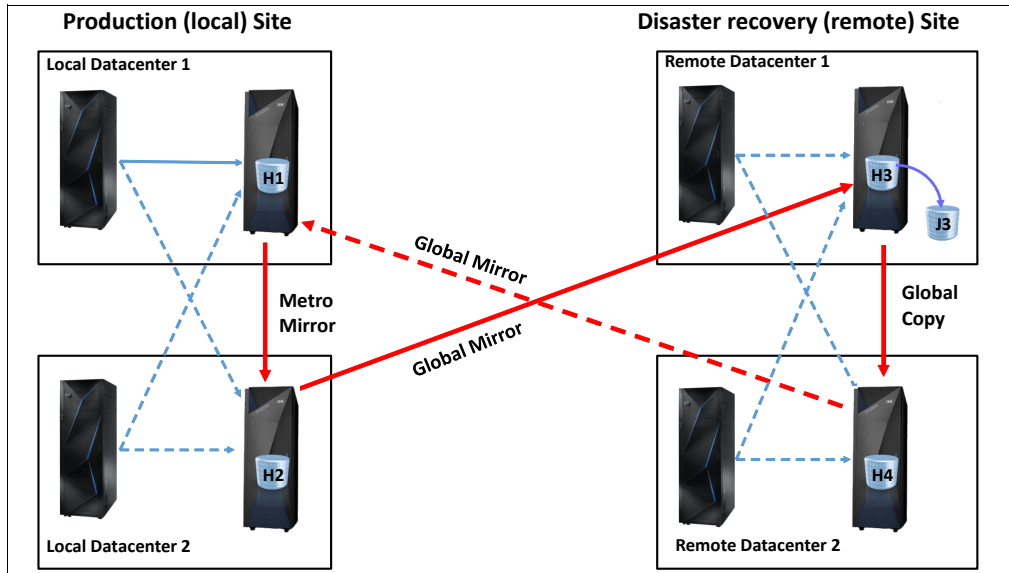 Production (local) Site
Disaster recovery (remote) Site
Local Datacenter 1
Remote Datacenter 1
H1
H3
J3
Global Mirror
Metro
Mirror
Global Mirror
Global
Copy
H2
H4
Local Datacenter 2
Remote Datacenter 2